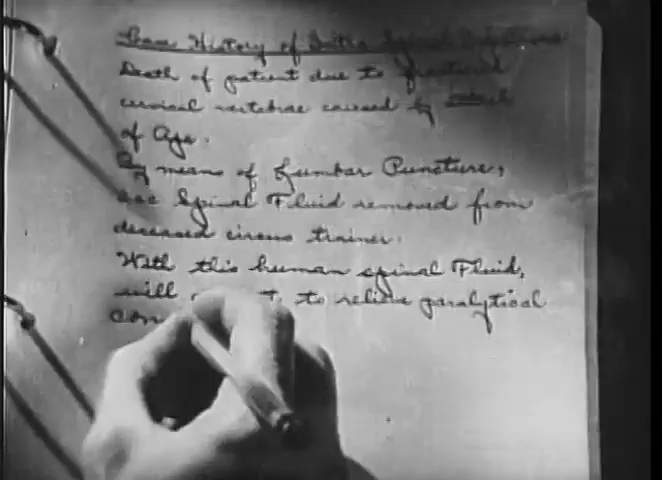 Case History of Intra Spinal Injections
Death of patient due to fractured
cervical vertebrae caused by attack
of Ape.
By means of Lumbar Puncture,
Spinal Fluid removed from
deceased circus trainer.
With this human spinal Fluid,
will to relieve paralytical